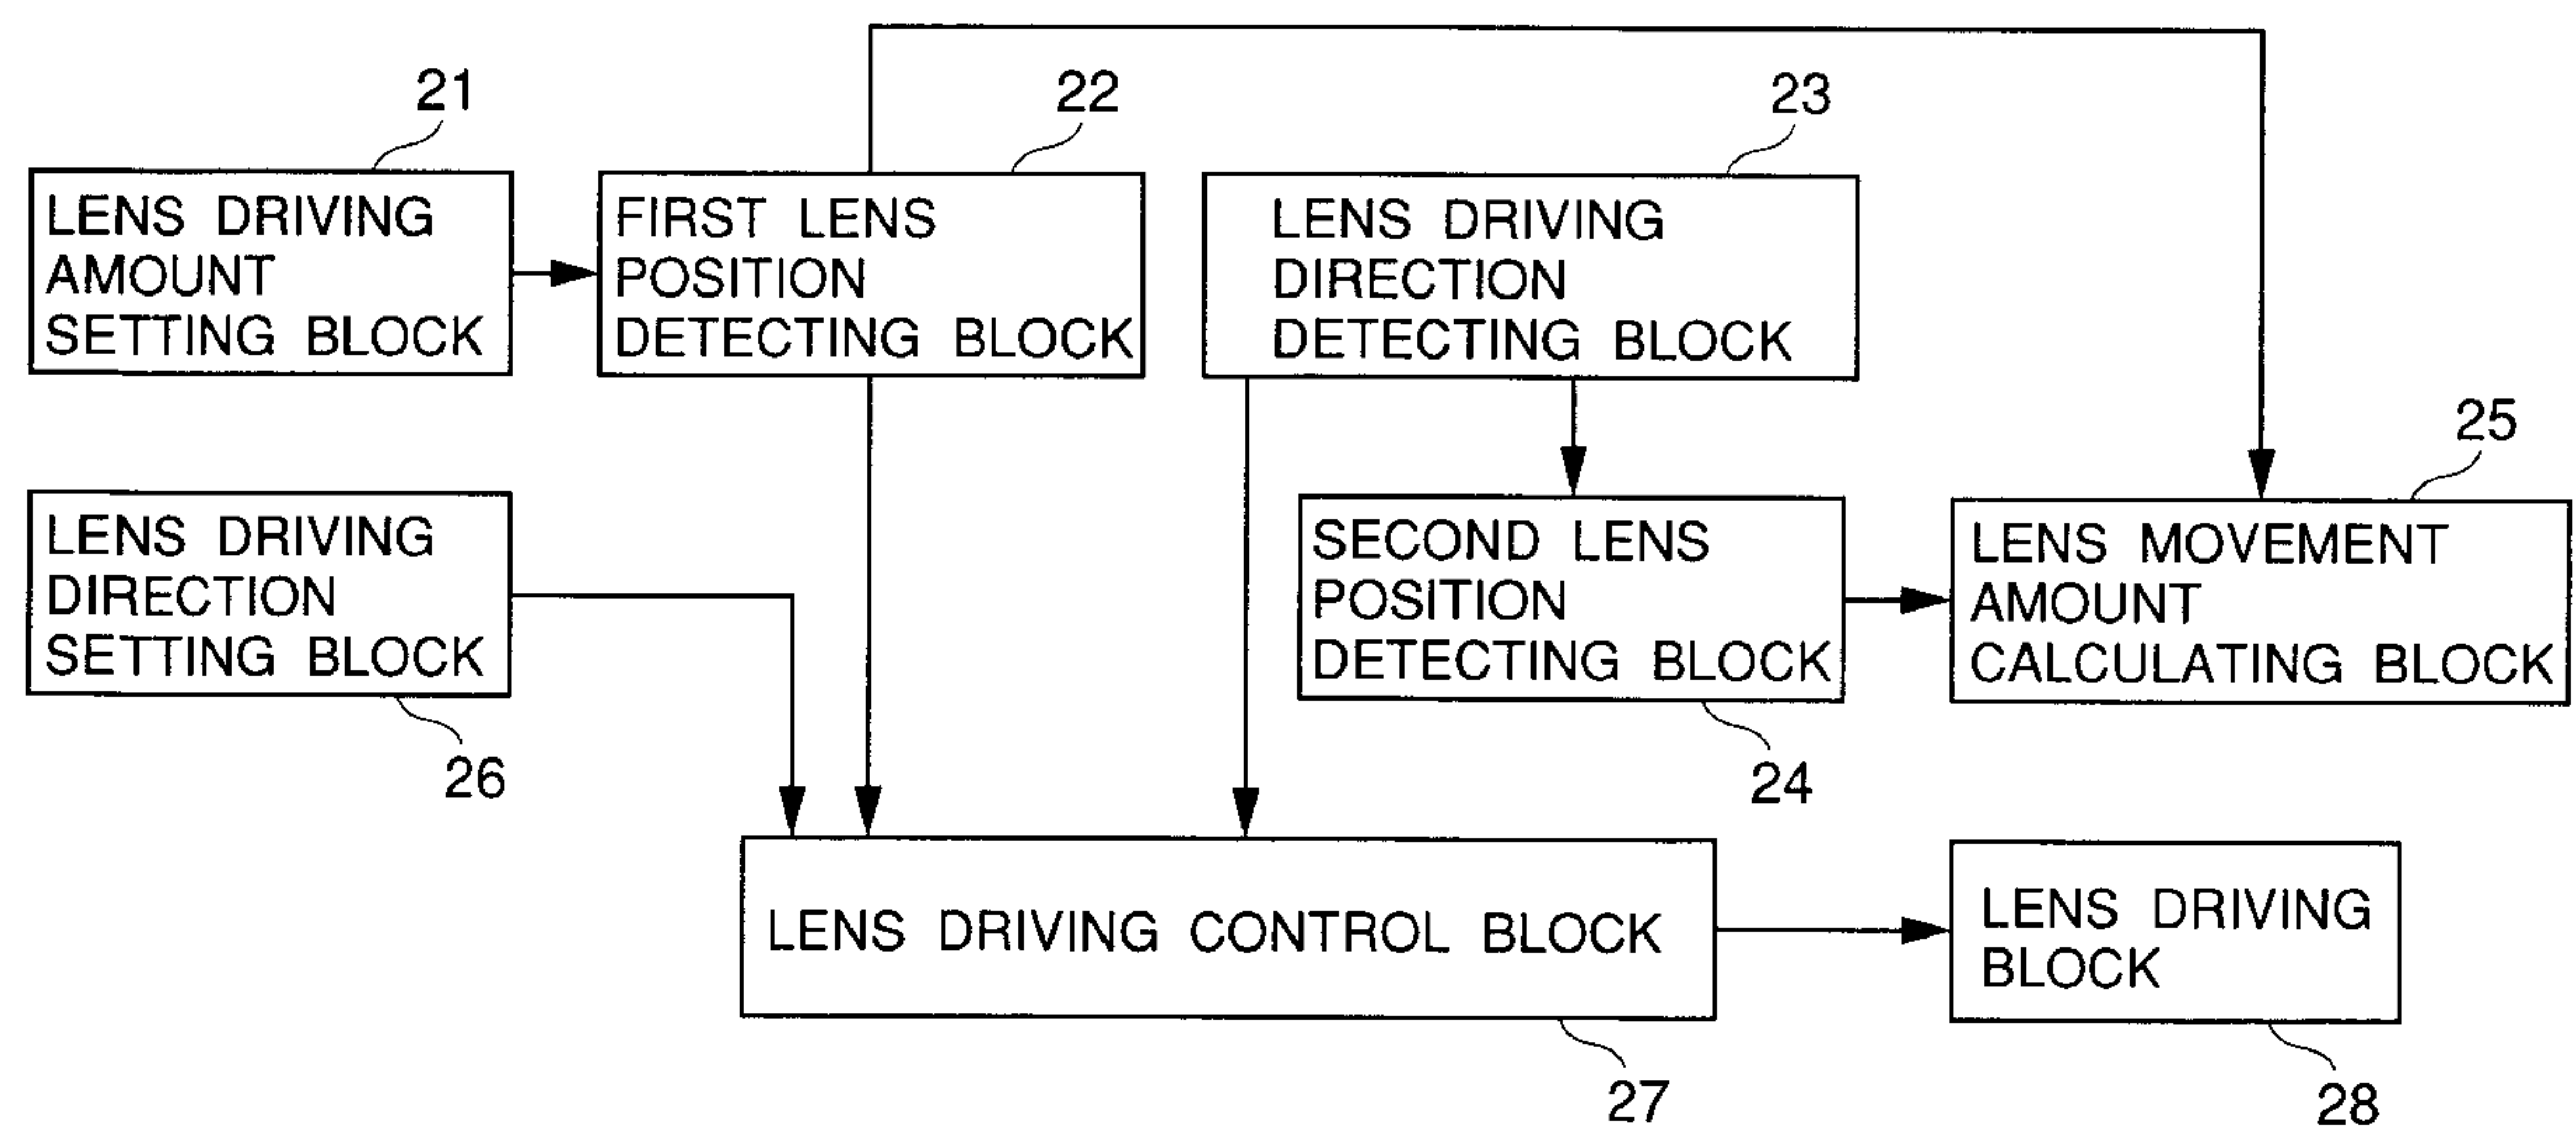 21
22
23
LENS DRIVING
AMOUNT
SETTING BLOCK
FIRST LENS
POSITION
DETECTING BLOCK
LENS DRIVING
DIRECTION
DETECTING BLOCK
25
LENS DRIVING
DIRECTION
SETTING BLOCK
SECOND LENS
POSITION
DETECTING BLOCK
LENS MOVEMENT
AMOUNT
CALCULATING BLOCK
26
24
LENS DRIVING CONTROL BLOCK
LENS DRIVING
BLOCK
27
28